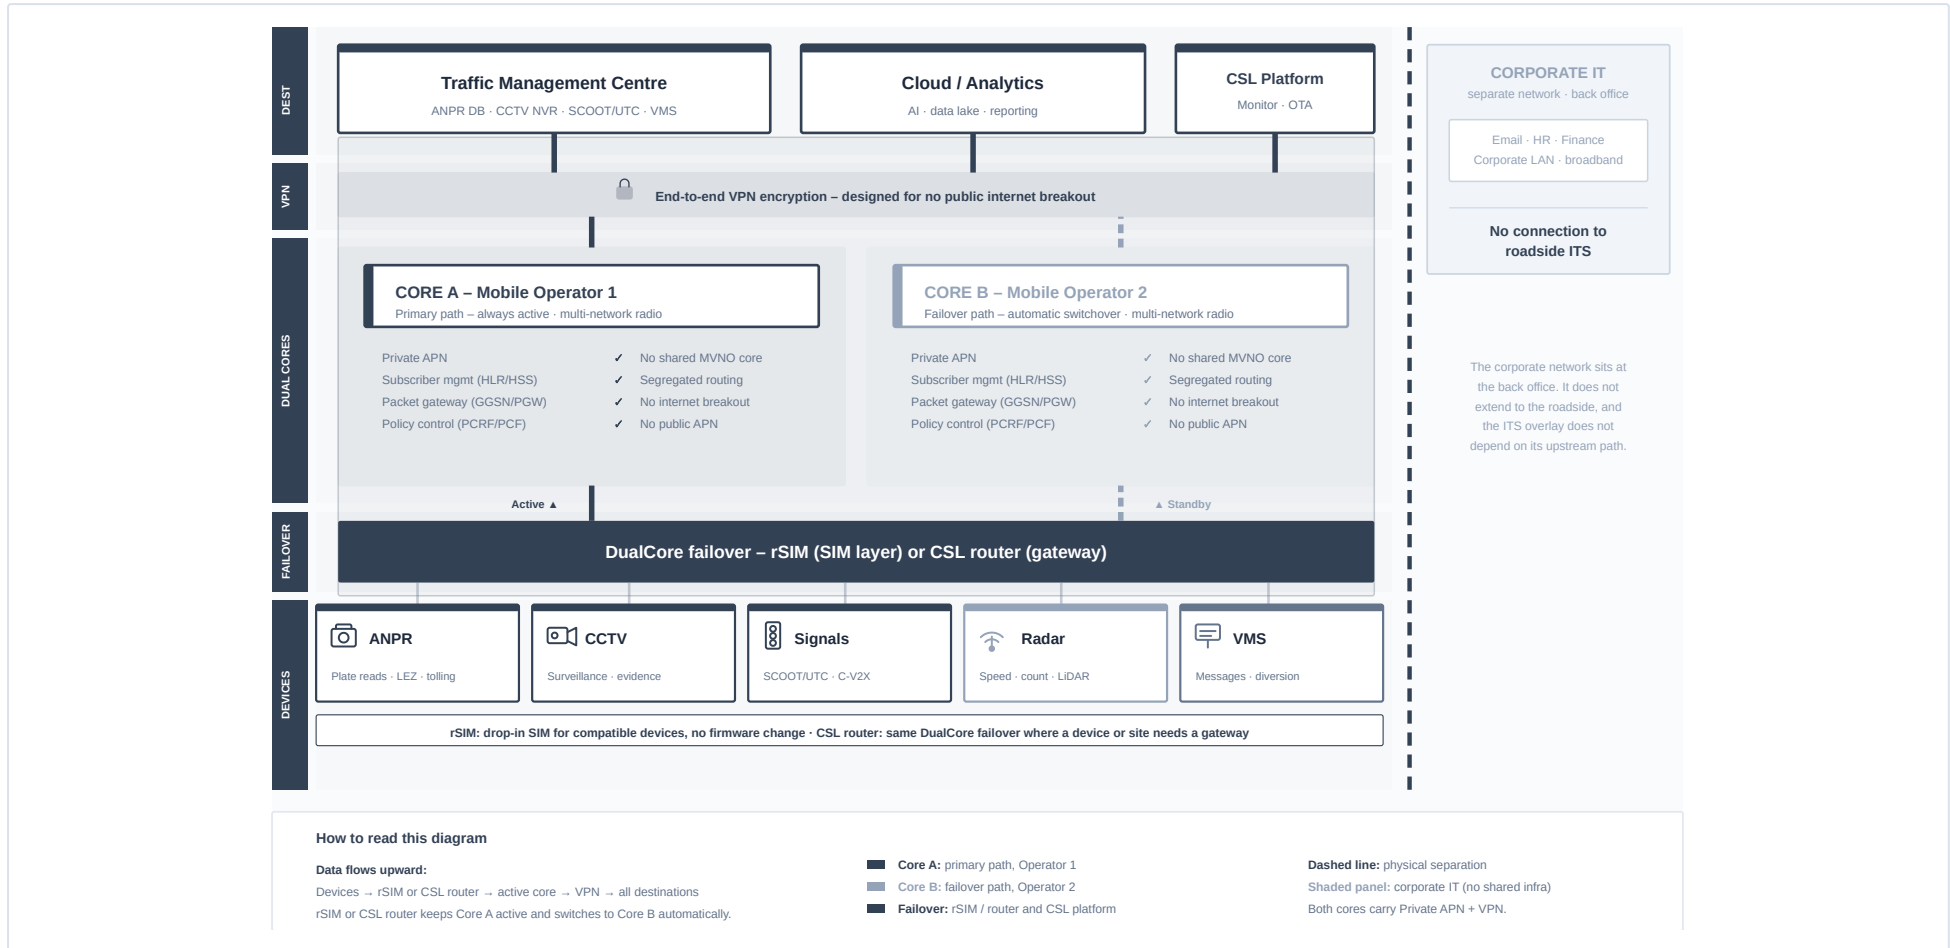 DEST
Traffic Management Centre
ANPR DB · CCTV NVR · SCOOT/UTC · VMS
Cloud / Analytics
AI · data lake · reporting
CSL Platform
Monitor · OTA
VPN
End-to-end VPN encryption – designed for no public internet breakout
DUAL CORES
CORE A – Mobile Operator 1
Primary path – always active · multi-network radio
Private APN
✓ No shared MVNO core
Subscriber mgmt (HLR/HSS)
✓ Segregated routing
Packet gateway (GGSN/PGW)
✓ No internet breakout
Policy control (PCRF/PCF)
✓ No public APN
Active ▲
CORE B – Mobile Operator 2
Failover path – automatic switchover · multi-network radio
Private APN
✓ No shared MVNO core
Subscriber mgmt (HLR/HSS)
✓ Segregated routing
Packet gateway (GGSN/PGW)
✓ No internet breakout
Policy control (PCRF/PCF)
✓ No public APN
▲ Standby
FAILOVER
DualCore failover – rSIM (SIM layer) or CSL router (gateway)
DEVICES
ANPR
Plate reads · LEZ · tolling
CCTV
Surveillance · evidence
Signals
SCOOT/UTC · C-V2X
Radar
Speed · count · LiDAR
VMS
Messages · diversion
rSIM: drop-in SIM for compatible devices, no firmware change · CSL router: same DualCore failover where a device or site needs a gateway
CORPORATE IT
separate network · back office
Email · HR · Finance
Corporate LAN · broadband
No connection to
roadside ITS
The corporate network sits at
the back office. It does not
extend to the roadside, and
the ITS overlay does not
depend on its upstream path.
How to read this diagram
Data flows upward:
Devices → rSIM or CSL router → active core → VPN → all destinations
rSIM or CSL router keeps Core A active and switches to Core B automatically.
Core A: primary path, Operator 1
Core B: failover path, Operator 2
Failover: rSIM / router and CSL platform
Dashed line: physical separation
Shaded panel: corporate IT (no shared infra)
Both cores carry Private APN + VPN.